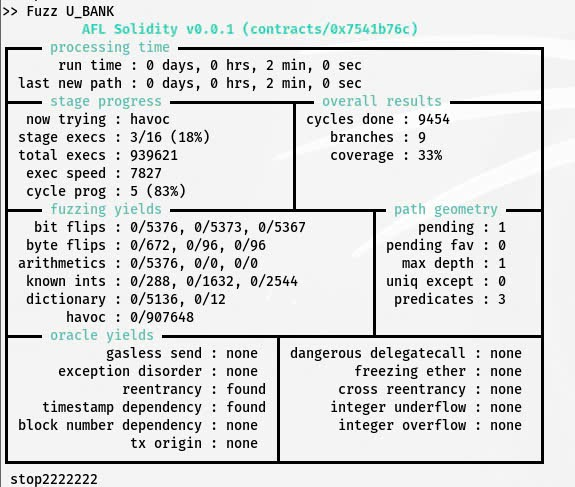 >> Fuzz U_BANK
AFL Solidity v0.0.1 (contracts/0x7541b76c)
processing time
run time : 0 days, 0 hrs, 2 min, 0 sec
last new path : 0 days, 0 hrs, 2 min, 0 sec
stage progress
now trying : havoc
stage execs : 3/16 (18%)
total execs : 939621
exec speed : 7827
cycle prog : 5 (83%)
overall results
cycles done : 9454
branches : 9
coverage : 33%
fuzzing yields
bit flips : 0/5376, 0/5373, 0/5367
byte flips : 0/672, 0/96, 0/96
arithmetics : 0/5376, 0/0, 0/0
known ints : 0/288, 0/1632, 0/2544
dictionary : 0/5136, 0/12
havoc : 0/907648
path geometry
pending : 1
pending fav : 0
max depth : 1
uniq except : 0
predicates : 3
oracle yields
gasless send : none
exception disorder : none
reentrancy : found
timestamp dependency : found
block number dependency : none
tx origin : none
dangerous delegatecall : none
freezing ether : none
cross reentrancy : none
integer underflow : none
integer overflow : none
stop2222222